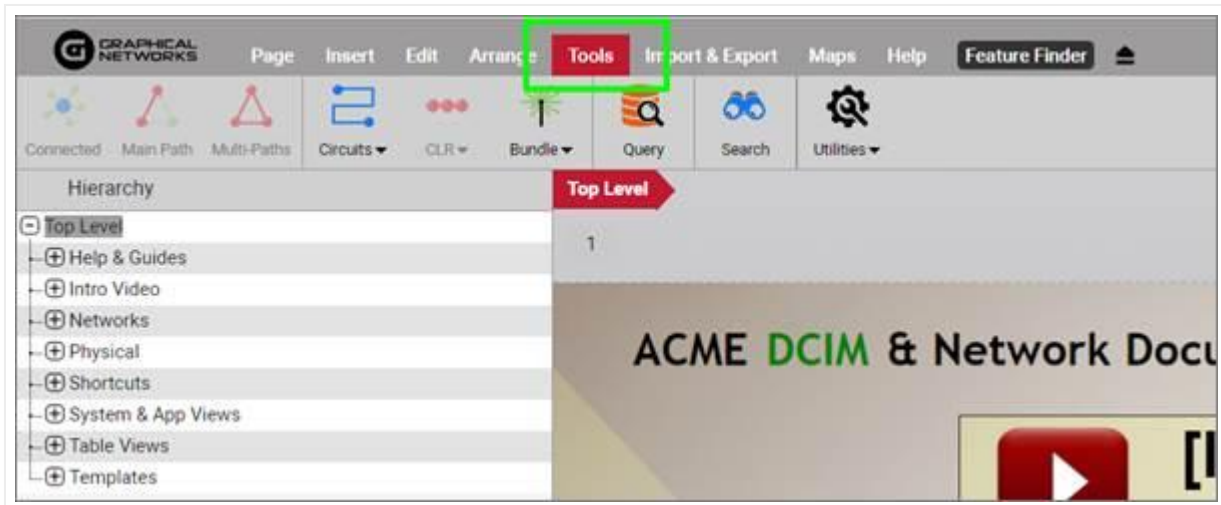 GRAPHICAL
NETWORKS
Page Insert Edit Arrange Tools Import & Export Maps Help Feature Finder
Connected Main Path Multi-Paths Circuits CLR Bundle Query Search Utilities
Hierarchy
Top Level
Top Level
1
Help & Guides
Intro Video
Networks
Physical
Shortcuts
System & App Views
Table Views
Templates
ACME DCIM & Network Docu
[I